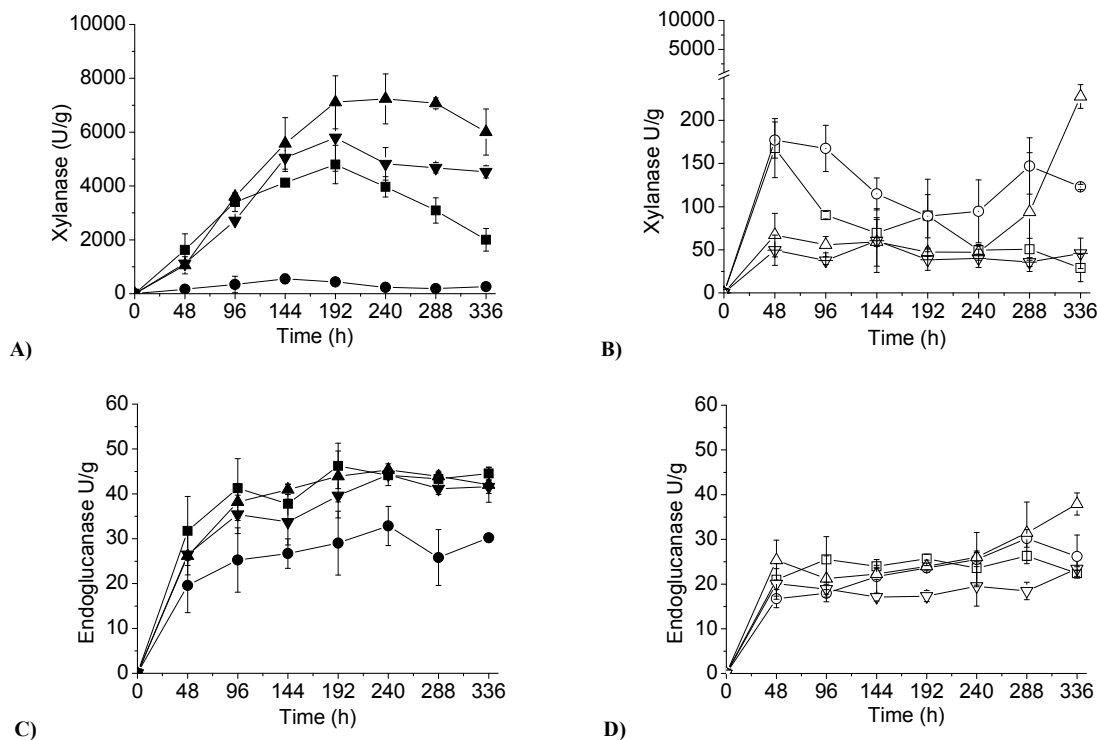 10000
8000
6000
4000
2000
0
Xylanase (U/g)
0 48 96 144 192 240 288 336
Time (h)
A)
10000
5000
200
150
100
50
0
Xylanase U/g
0 48 96 144 192 240 288 336
Time (h)
B)
60
50
40
30
20
10
0
Endoglucanase U/g
0 48 96 144 192 240 288 336
Time (h)
C)
60
50
40
30
20
10
0
Endoglucanase U/g
0 48 96 144 192 240 288 336
Time (h)
D)